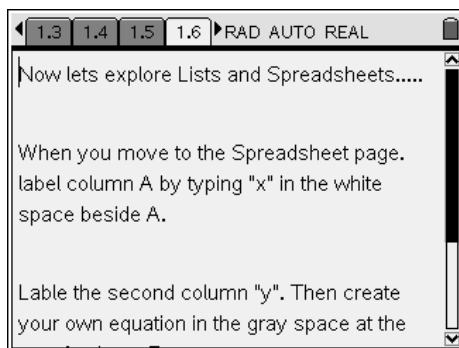 1.3 1.4 1.5 1.6 RAD AUTO REAL
Now lets explore Lists and Spreadsheets.....
When you move to the Spreadsheet page.
label column A by typing "x" in the white
space beside A.
Lable the second column "y". Then create
your own equation in the gray space at the